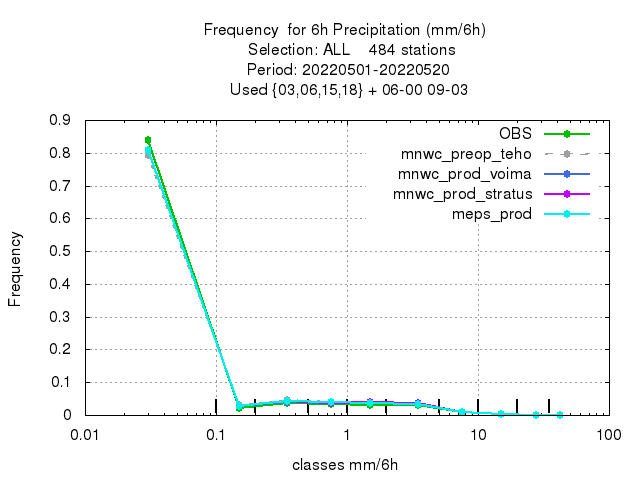 Frequency  for 6h Precipitation (mm/6h)
Selection: ALL    484 stations
Period: 20220501-20220520
Used {03,06,15,18} + 06-00 09-03
OBS
mnwc_preop_teho
mnwc_prod_voima
mnwc_prod_stratus
meps_prod
0.9
0.8
0.7
0.6
0.5
0.4
0.3
0.2
0.1
0
Frequency
0.01 0.1 1 10 100
classes mm/6h